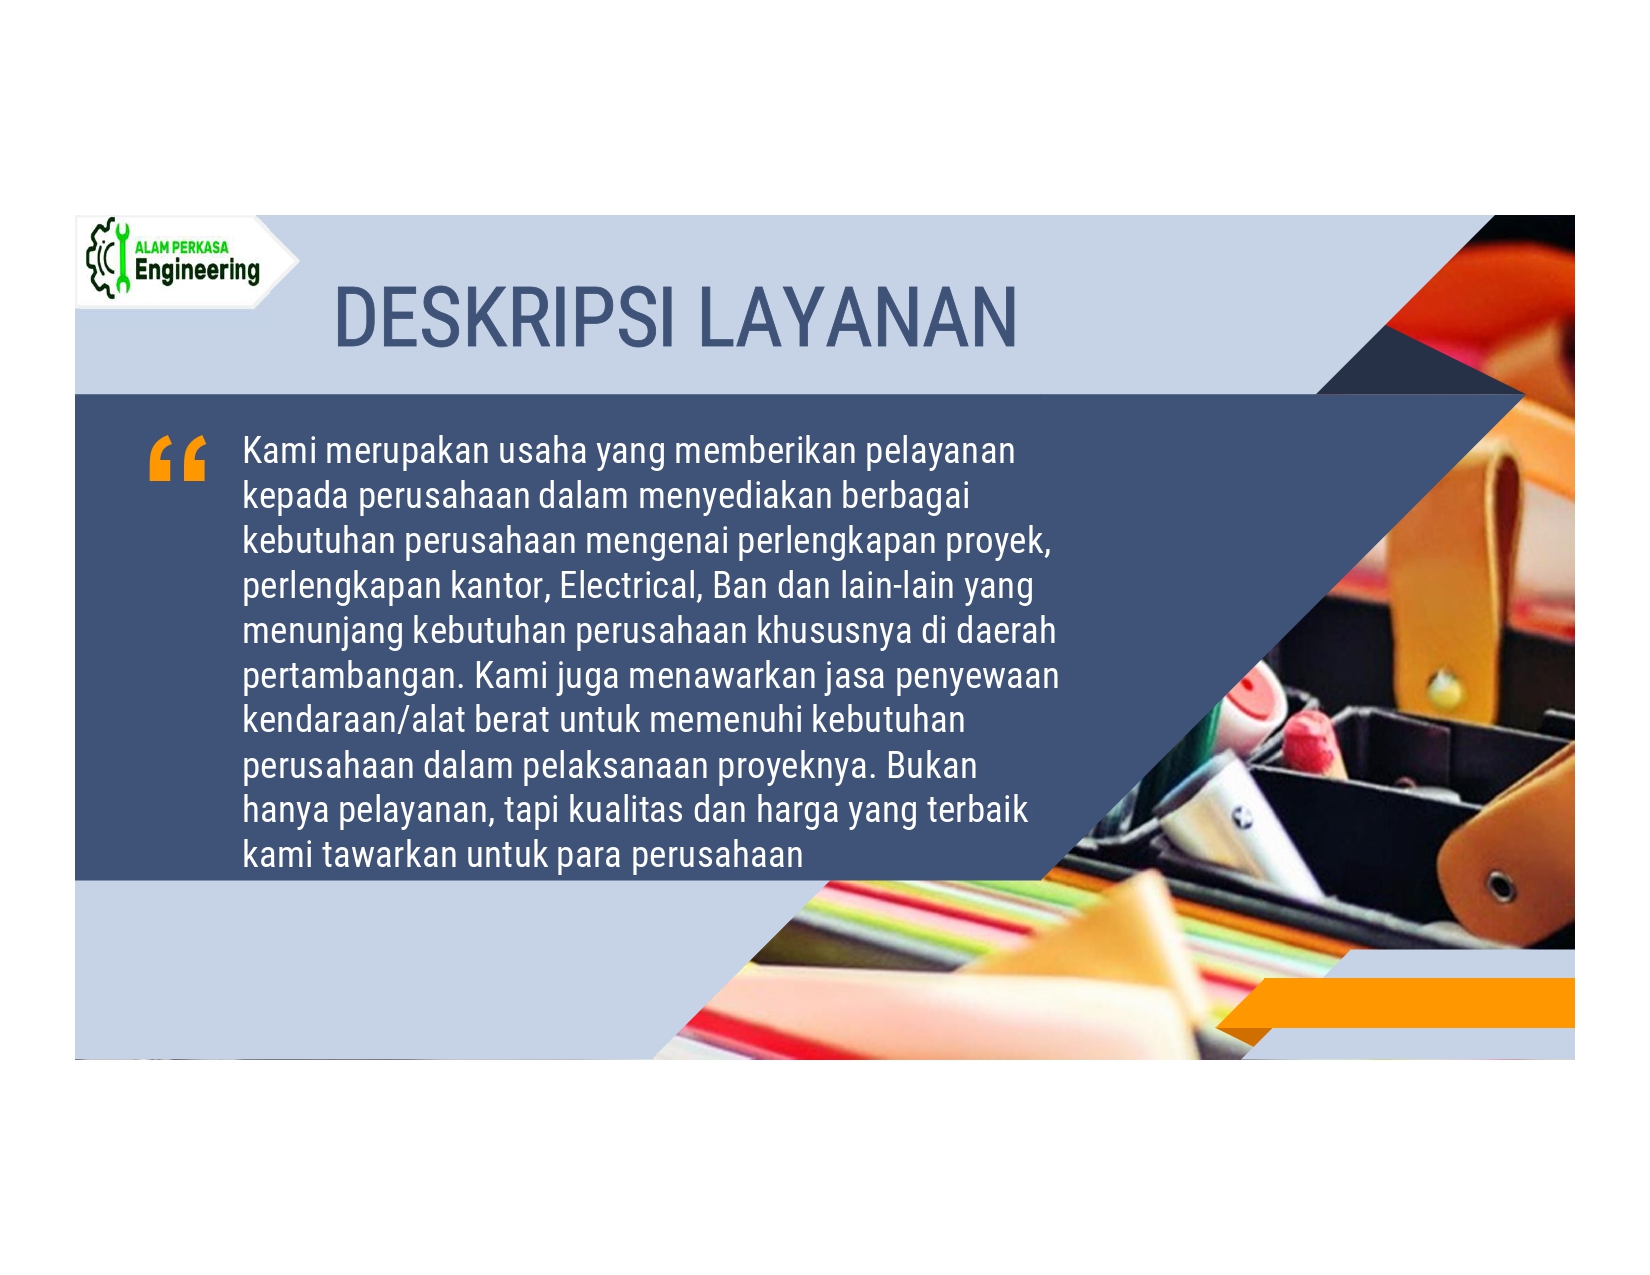 ALAM PERKASA
Engineering
DESKRIPSI LAYANAN
“
Kami merupakan usaha yang memberikan pelayanan
kepada perusahaan dalam menyediakan berbagai
kebutuhan perusahaan mengenai perlengkapan proyek,
perlengkapan kantor, Electrical, Ban dan lain-lain yang
menunjang kebutuhan perusahaan khususnya di daerah
pertambangan. Kami juga menawarkan jasa penyewaan
kendaraan/alat berat untuk memenuhi kebutuhan
perusahaan dalam pelaksanaan proyeknya. Bukan
hanya pelayanan, tapi kualitas dan harga yang terbaik
kami tawarkan untuk para perusahaan